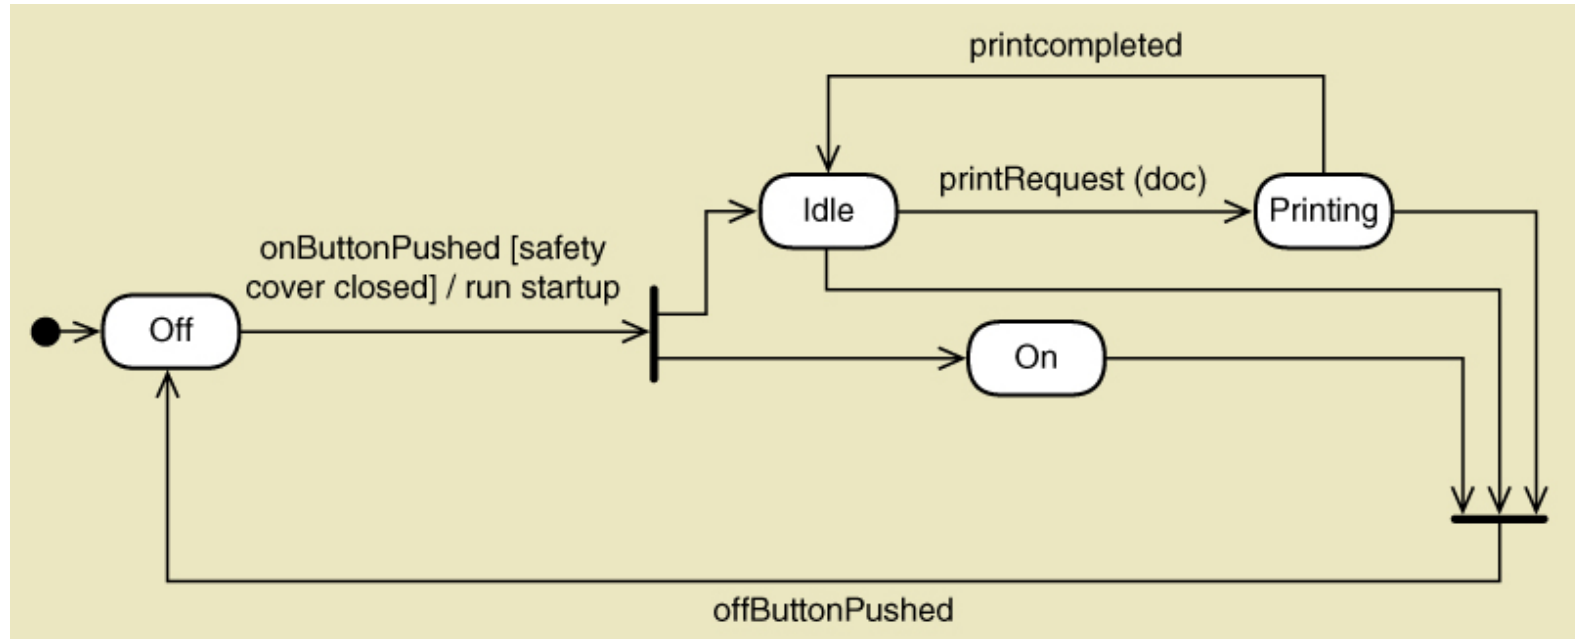 printcompleted
Idle
printRequest (doc)
Printing
onButtonPushed [safety
cover closed] / run startup
Off
On
offButtonPushed